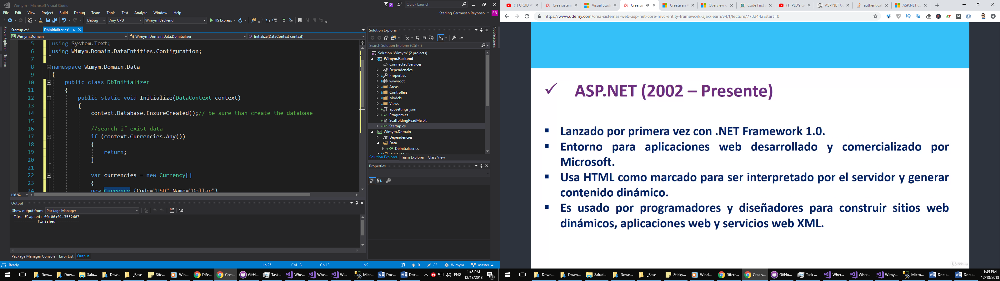 Wimym - Microsoft Visual Studio
2
Quick Launch
File Edit View Project Build Debug Team Tools Test Analyze Window Help
Starling Germosen Reynoso SR
Debug Any CPU Wimym.Backend IIS Express
Server Explorer
Toolbox
Startup.cs* DbInitializer.cs*
Wimym.Domain Wimym.Domain.Data.DbInitializer Initialize(DataContext context)
5 using System.Text;
6 using Wimym.Domain.DataEntities.Configuration;
7
8 namespace Wimym.Domain.Data
9 {
10 public class DbInitializer
11 {
12 public static void Initialize(DataContext context)
13 {
14 context.Database.EnsureCreated();// be sure than create the database
15
16 //search if exist data
17 if (context.Currencies.Any())
18 {
19 return;
20 }
21
22 var currencies = new Currency[]
23 {
24 new Currency {Code="USD",Name="Dollar"},
146 %
Output
Show output from: Package Manager
Time Elapsed: 00:00:01.3552607
========== Finished ==========
Package Manager Console Error List Output
Solution Explorer
Search Solution Explorer (Ctrl+;)
Solution 'Wimym' (2 projects)
Wimym.Backend
Connected Services
Dependencies
Properties
wwwroot
Areas
Controllers
Models
Views
appsettings.json
Program.cs
ScaffoldingReadMe.txt
Startup.cs
Wimym.Domain
Dependencies
Data
DbInitializer.cs
Solution Explorer Team Explorer Class View
Properties
Notifications
Ready Ln 25 Col 13 Ch 13 INS 0 82 Wimym master
Dow... Dow... Salu... Dow... _Base Stic... Win... Dife... Crea... GitH... Task... Whe... Whe... Wi... Micr... Doc... Doc... ENG 1:45 PM
12/18/2018
1
(1) CRUD A Crea sistem Visual Studi Crea sis Create an A Overview o Code First (1) PLD's G ASP.NET Co authenticat ASP.NET Co
https://www.udemy.com/crea-sistemas-web-asp-net-core-mvc-entity-framework-ajax/learn/v4/t/lecture/7732442?start=0
IQ
✓ ASP.NET (2002 – Presente)
▪ Lanzado por primera vez con .NET Framework 1.0.
▪ Entorno para aplicaciones web desarrollado y comercializado por
Microsoft.
▪ Usa HTML como marcado para ser interpretado por el servidor y generar
contenido dinámico.
▪ Es usado por programadores y diseñadores para construir sitios web
dinámicos, aplicaciones web y servicios web XML.
Udemy
Down... Down... Salud... Down... _Base Sticky... Wind... Difere... Crea s... GitHu... Task ... Wher... Wher... Wimy... Micro... Docu... Docu... 1:45 PM
12/18/2018